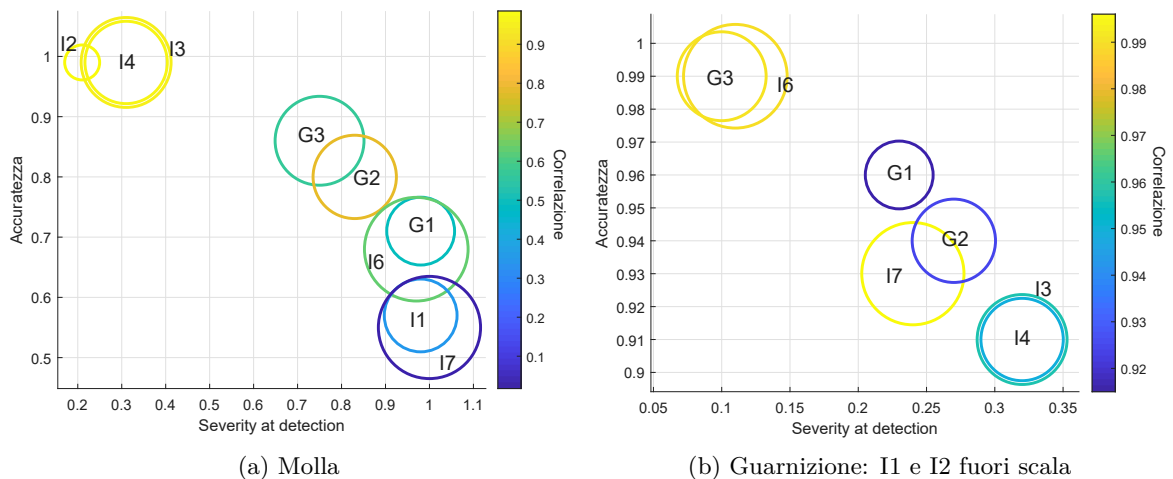 I2
I4
I3
G3
G2
G1
I6
I1
I7
1
0.9
0.8
0.7
0.6
0.5
0.2
0.3
0.4
0.5
0.6
0.7
0.8
0.9
1
1.1
Accuratezza
Severity at detection
0.9
0.8
0.7
0.6
0.5
0.4
0.3
0.2
0.1
Correlazione
(a) Molla
G3
I6
G1
G2
I7
I3
I4
1
0.99
0.98
0.97
0.96
0.95
0.94
0.93
0.92
0.91
0.9
0.05
0.1
0.15
0.2
0.25
0.3
0.35
Accuratezza
Severity at detection
0.99
0.98
0.97
0.96
0.95
0.94
0.93
0.92
Correlazione
(b) Guarnizione: I1 e I2 fuori scala